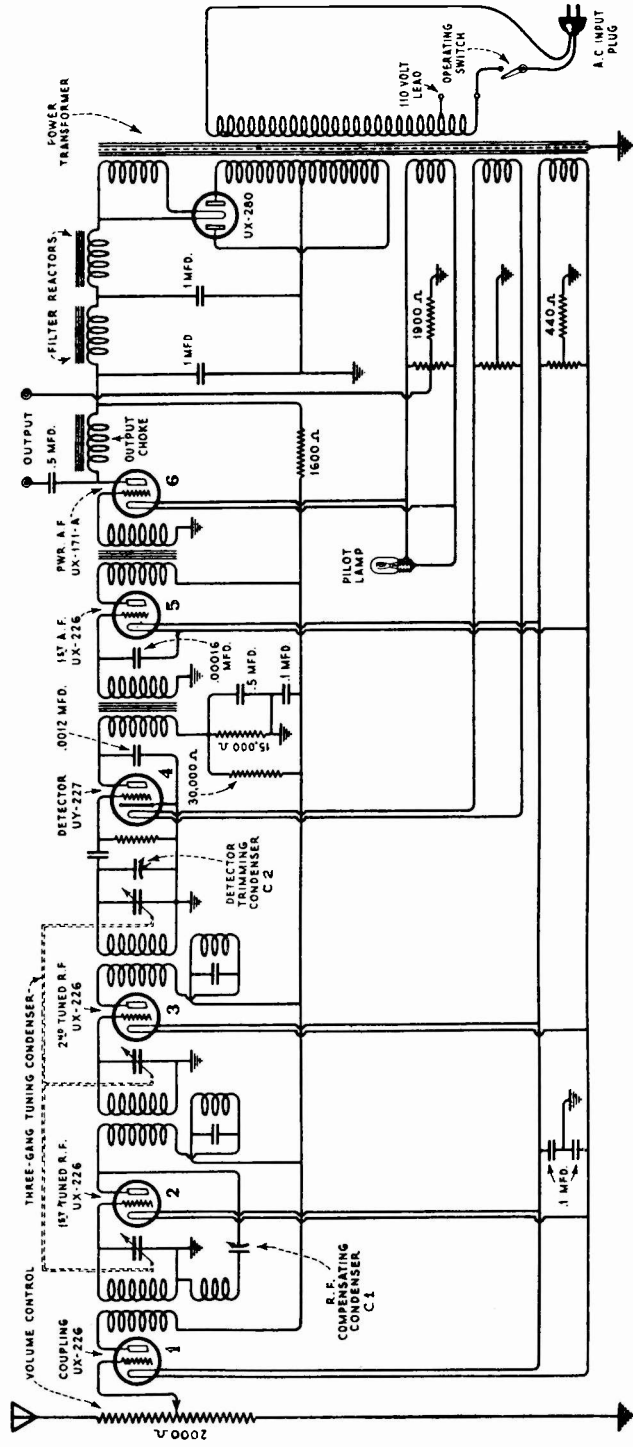 VOLUME CONTROL
THREE-GANG TUNING CONDENSER
COUPLING
UX-226
1ST TUNED R.F.
UX-226
2ND TUNED R.F
UX-226
DETECTOR
UY-227
.0012 MFD.
1ST A.F.
UX-226
PWR. A.F
UX-171-A
.5 MFD.
OUTPUT
FILTER REACTORS
POWER
TRANSFORMER
1
2
3
4
5
6
OUTPUT
CHOKE
1 MFD
1 MFD.
UX-280
110 VOLT
LEAD
OPERATING
SWITCH
A.C INPUT
PLUG
2000 Ω
R.F.
COMPENSATING
CONDENSER
C1
DETECTOR
TRIMMING
CONDENSER
C2
30,000 Ω
15,000 Ω
.00016
MFD.
.5 MFD.
.1 MFD.
1600 Ω
PILOT
LAMP
1900 Ω
440 Ω
.1 MFD.